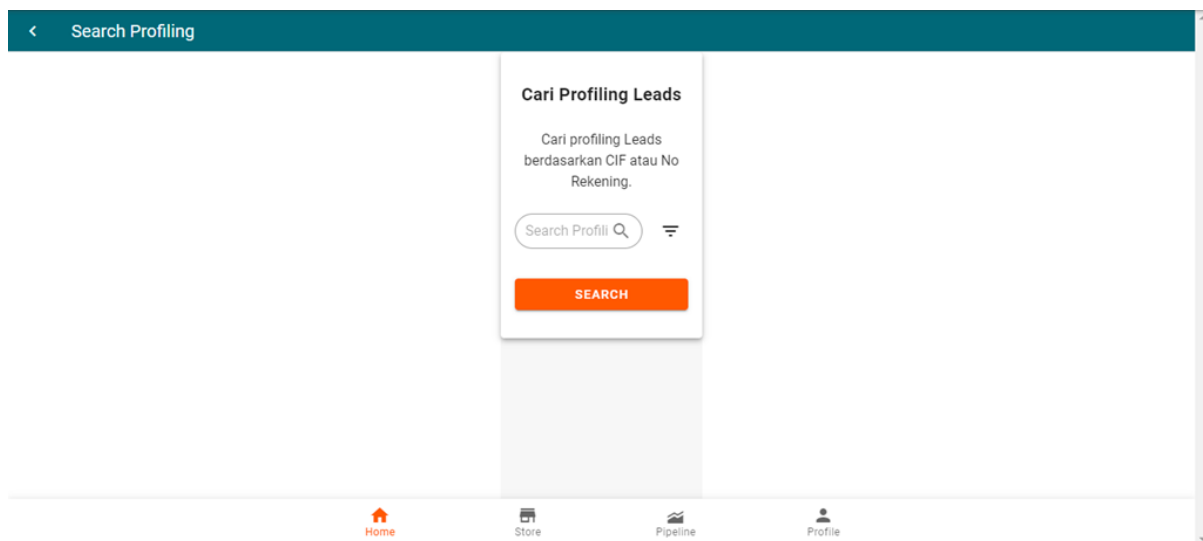 Search Profiling
Cari Profiling Leads
Cari profiling Leads
berdasarkan CIF atau No
Rekening.
Search Profili
SEARCH
Home
Store
Pipeline
Profile